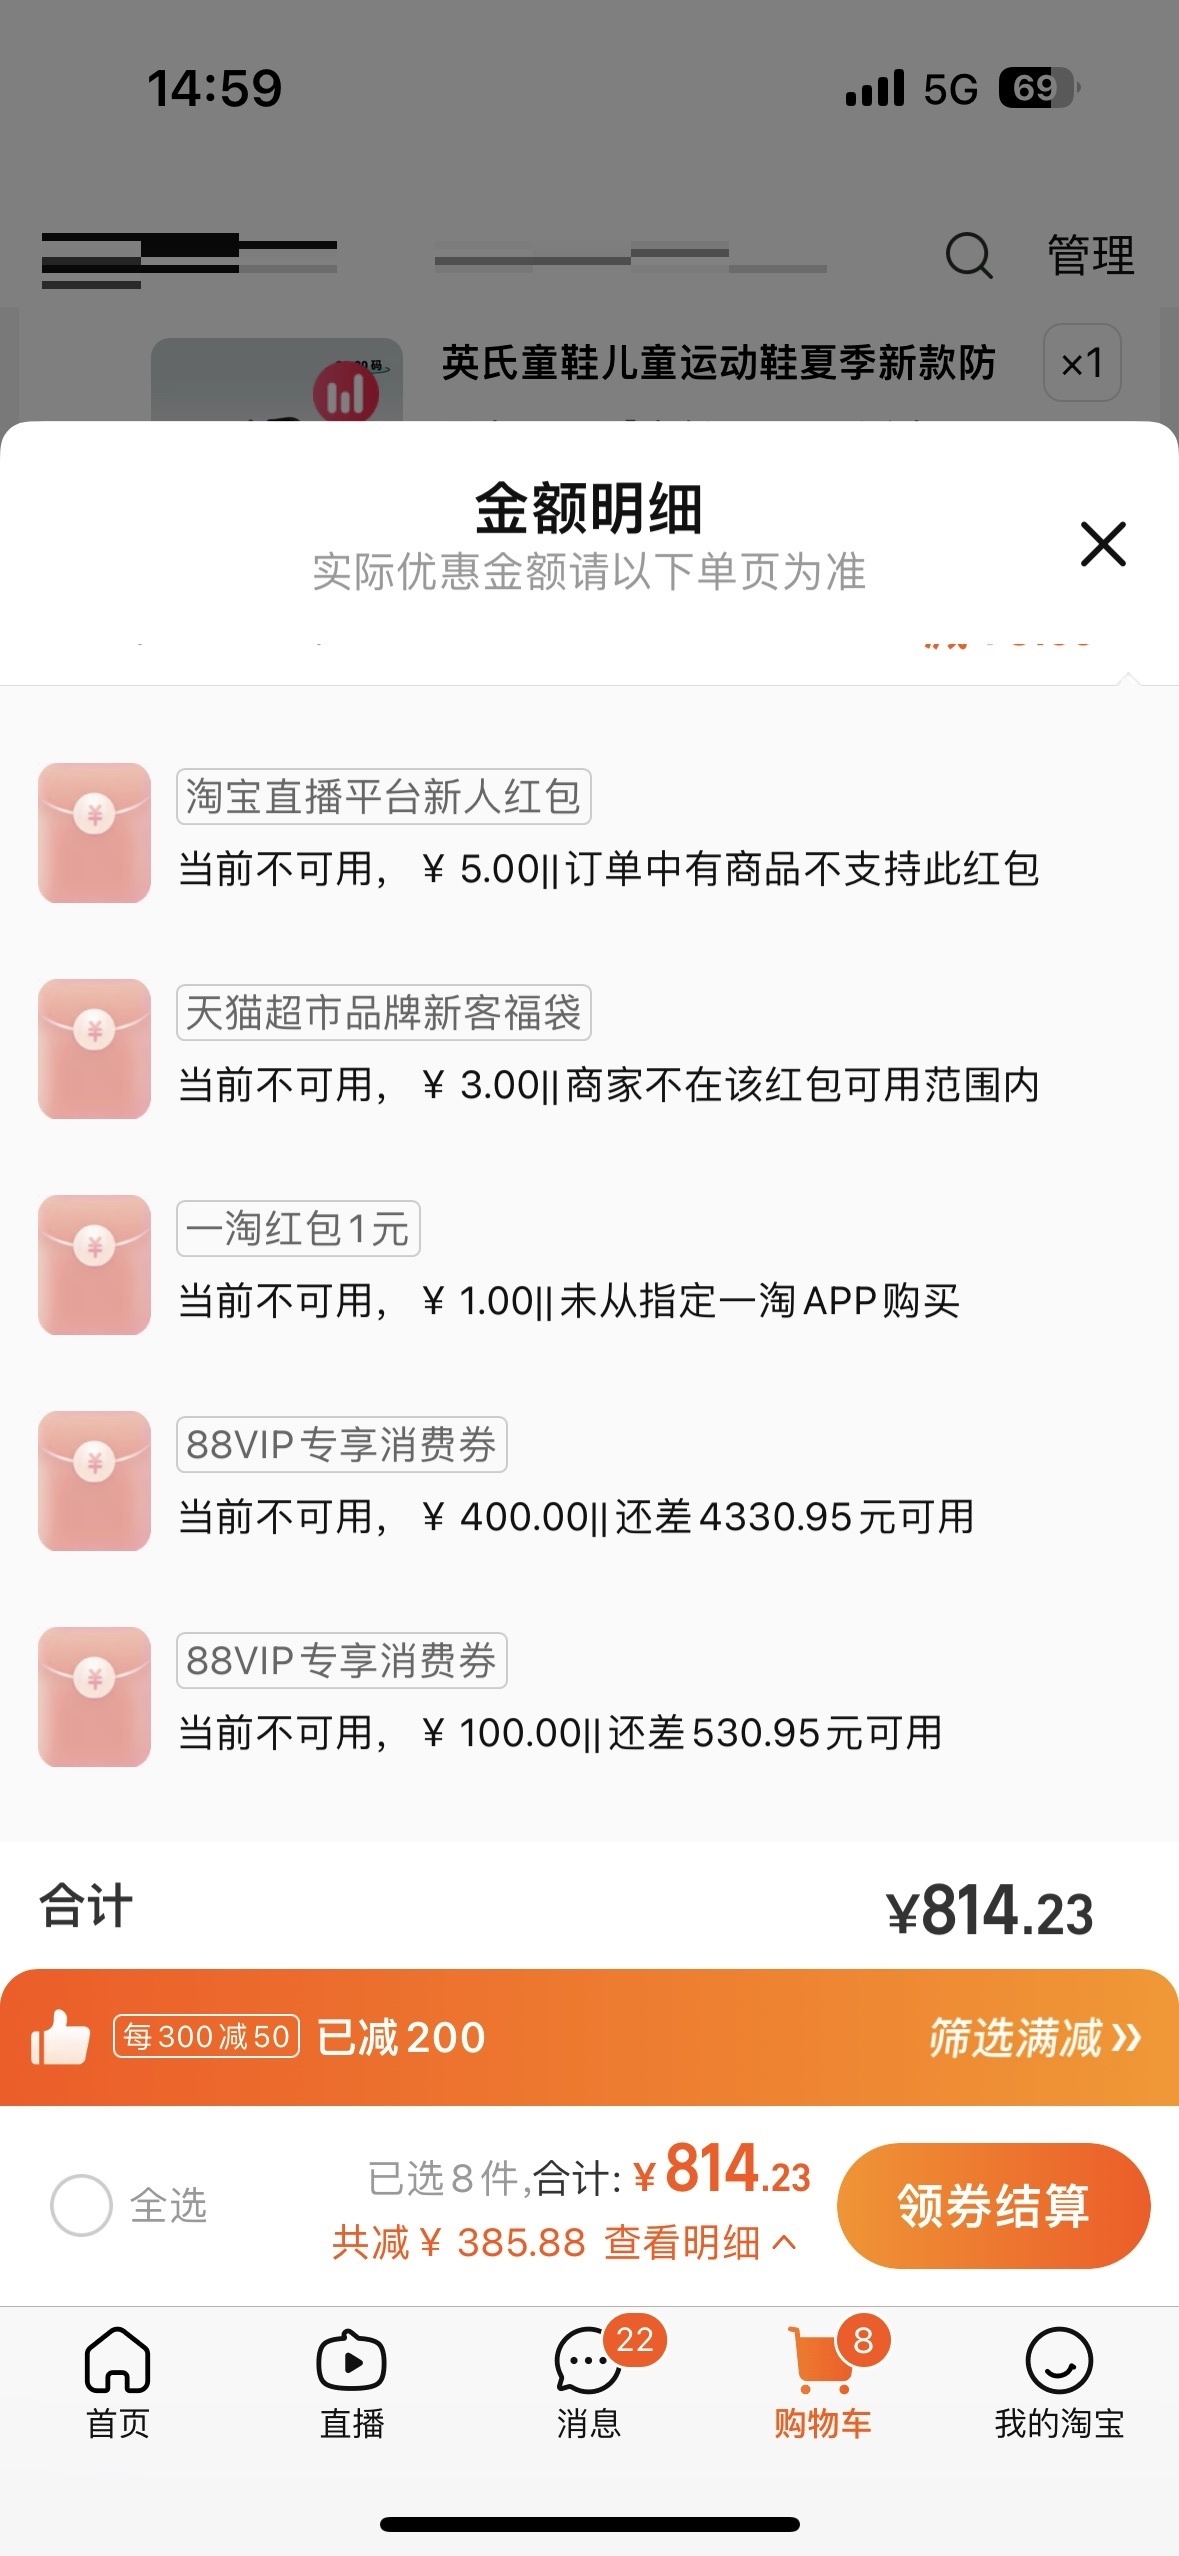 14:59
5G 69
管理
英氏童鞋儿童运动鞋夏季新款防
×1
金额明细
实际优惠金额请以下单页为准
淘宝直播平台新人红包
当前不可用， ¥ 5.00||订单中有商品不支持此红包
天猫超市品牌新客福袋
当前不可用， ¥ 3.00||商家不在该红包可用范围内
一淘红包1元
当前不可用， ¥ 1.00||未从指定一淘APP购买
88VIP专享消费券
当前不可用， ¥ 400.00||还差4330.95元可用
88VIP专享消费券
当前不可用， ¥ 100.00||还差530.95元可用
合计 ¥814.23
每300减50 已减200 筛选满减»
已选8件,合计: ¥814.23
全选
领券结算
共减¥ 385.88 查看明细
22
8
首页 直播 消息 购物车 我的淘宝